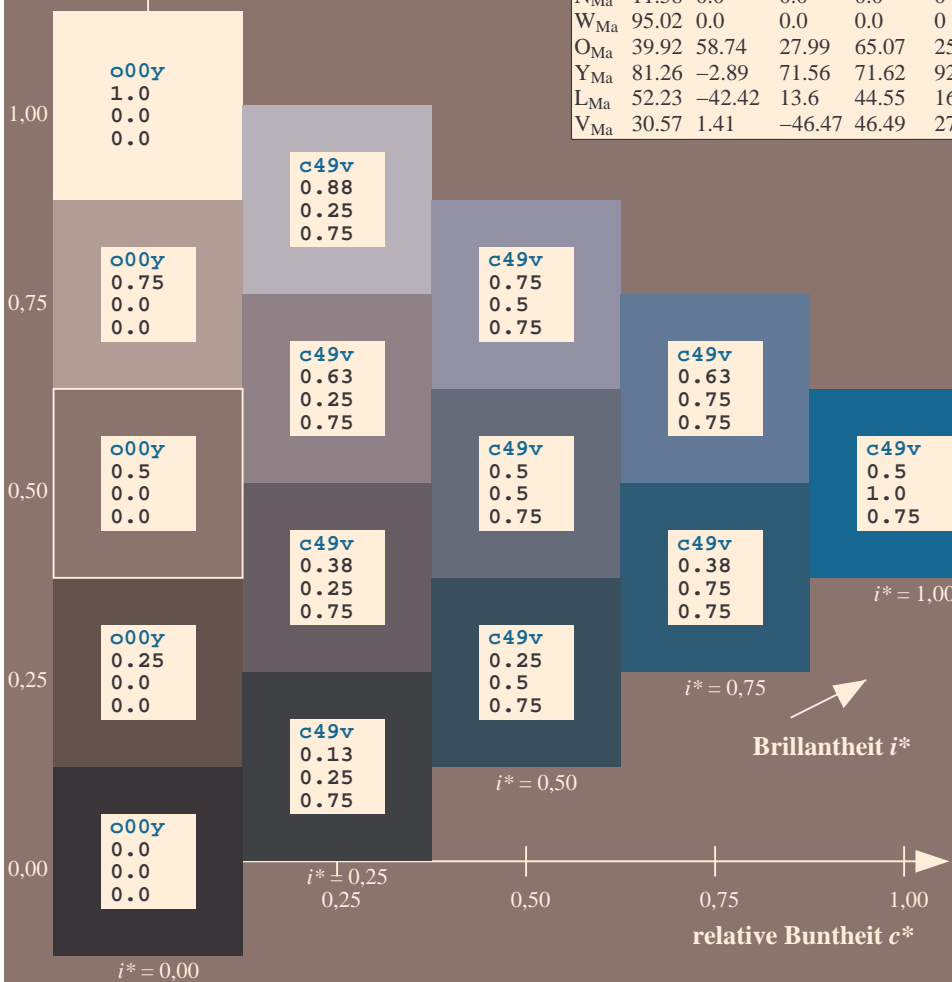 W_Ma 95.02 0.0 0.0 0.0 0
O_Ma 39.92 58.74 27.99 65.07 25
Y_Ma 81.26 −2.89 71.56 71.62 92
L_Ma 52.23 −42.42 13.6 44.55 16
V_Ma 30.57 1.41 −46.47 46.49 27
o00y
1.0
0.0
0.0
1,00
c49v
0.88
0.25
0.75
o00y
0.75
0.0
0.0
c49v
0.75
0.5
0.75
0,75
c49v
0.63
0.25
0.75
c49v
0.63
0.75
0.75
o00y
0.5
0.0
0.0
c49v
0.5
0.5
0.75
c49v
0.5
1.0
0.75
0,50
c49v
0.38
0.25
0.75
c49v
0.38
0.75
0.75
i* = 1,00
o00y
0.25
0.0
0.0
c49v
0.25
0.5
0.75
0,25
i* = 0,75
c49v
0.13
0.25
0.75
Brillantheit i*
i* = 0,50
o00y
0.0
0.0
0.0
0,00
i* = 0,25
0,25 0,50 0,75 1,00
relative Buntheit c*
i* = 0,00